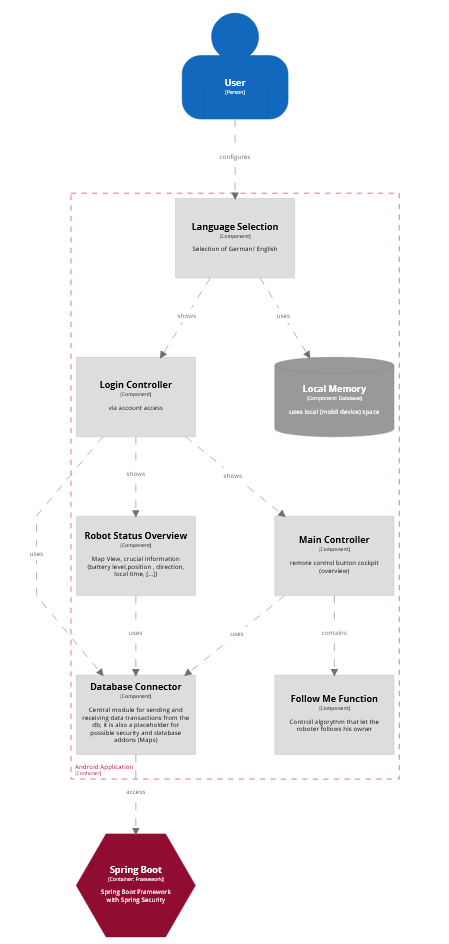 User
[Person]
configures
Language Selection
[Component]
Selection of German/ English
shows
uses
Login Controller
[Component]
via account access
Local Memory
[Component: Database]
uses local (mobil device) space
shows
shows
uses
Robot Status Overview
[Component]
Map View, crucial information
(battery level,position , direction,
local time, [...])
Main Controller
[Component]
remote control button cockpit
(overview)
uses
uses
contains
Database Connector
[Component]
Central module for sending and
receiving data transactions from the
db; it is also a placeholder for
possible security and database
addons (Maps)
Follow Me Function
[Component]
Controll algorythm that let the
roboter follows his owner
Android Application
[Container]
access
Spring Boot
[Container: Framework]
Spring Boot Framework
with Spring Security